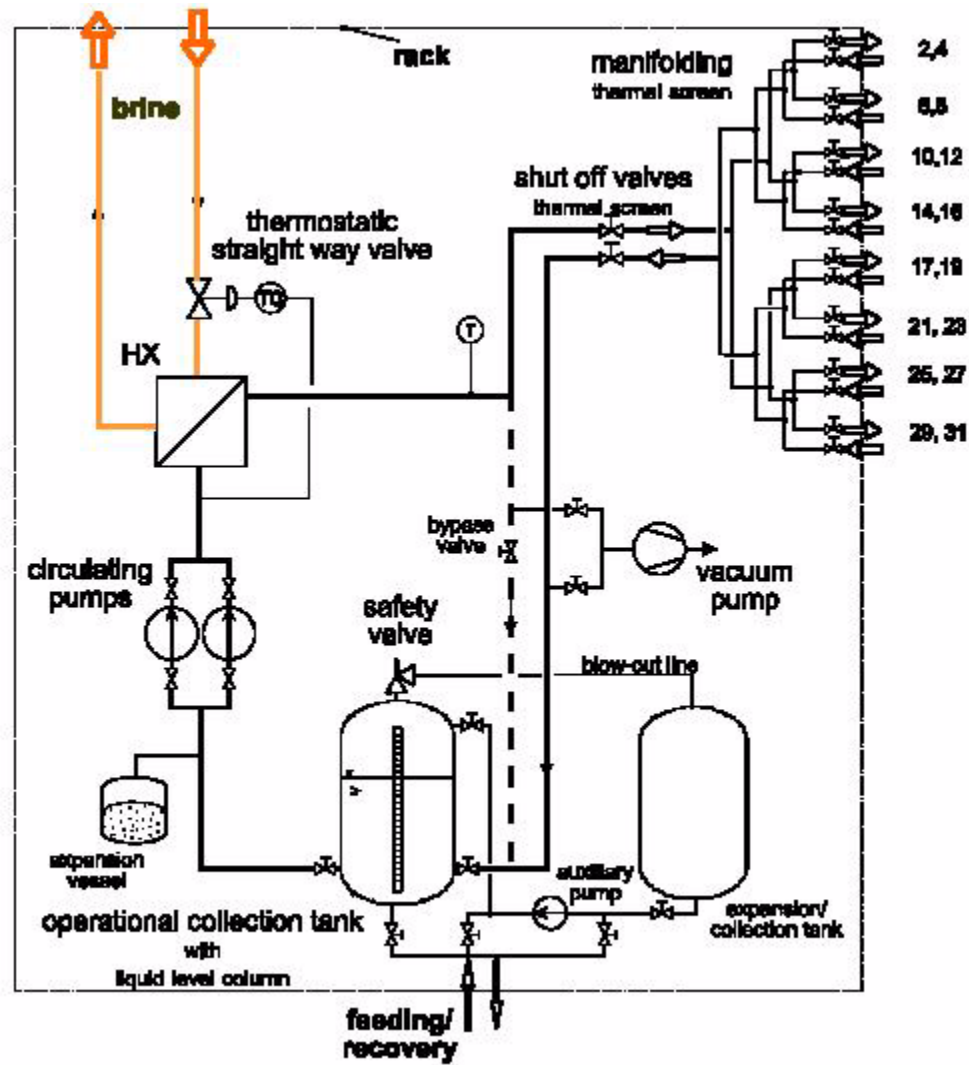 rack
brine
manifolding
thermal screen
2,4
6,8
10,12
14,16
17,19
21, 23
25, 27
29, 31
shut off valves
thermal screen
thermostatic
straight way valve
T
HX
bypass
valve
vacuum
pump
circulating
pumps
safety
valve
blow-out line
expansion
vessel
auxiliary
pump
expansion/
collection tank
operational collection tank
with
liquid level column
feeding/
recovery